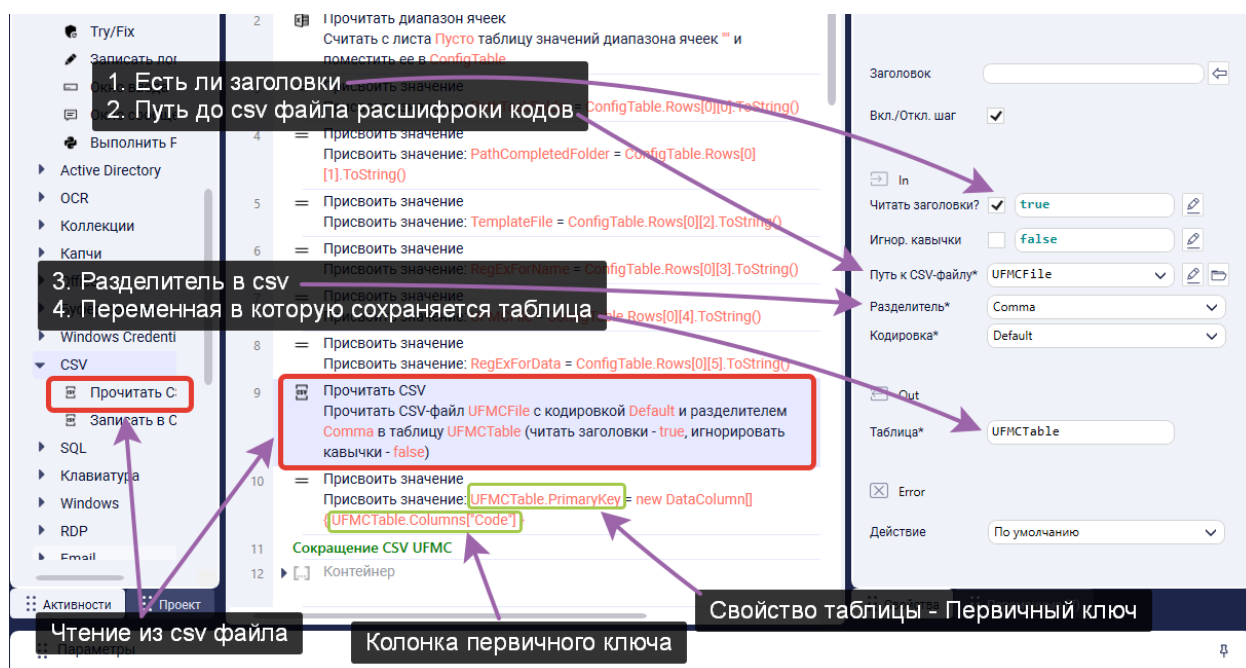 Try/Fix
Записать лог
1. Есть ли заголовки
2. Путь до csv файла расшифроки кодов
Выполнить F
Active Directory
OCR
Коллекции
Капчи
3. Разделитель в csv
4. Переменная в которую сохраняется таблица
Windows Credenti
CSV
Прочитать C
Записать в C
SQL
Клавиатура
Windows
RDP
Email
Активности
Проект
Чтение из csv файла
Параметры
2 Прочитать диапазон ячеек
Считать с листа Пусто таблицу значений диапазона ячеек "" и
поместить ее в ConfigTable
Присвоить значение
= ConfigTable.Rows[0][0].ToString()
4 = Присвоить значение
Присвоить значение: PathCompletedFolder = ConfigTable.Rows[0]
[1].ToString()
5 = Присвоить значение
Присвоить значение: TemplateFile = ConfigTable.Rows[0][2].ToString()
6 = Присвоить значение
Присвоить значение: RegExForName = ConfigTable.Rows[0][3].ToString()
Присвоить значение
ConfigTable.Rows[0][4].ToString()
8 = Присвоить значение
Присвоить значение: RegExForData = ConfigTable.Rows[0][5].ToString()
9 Прочитать CSV
Прочитать CSV-файл UFMCFile с кодировкой Default и разделителем
Comma в таблицу UFMCTable (читать заголовки - true, игнорировать
кавычки - false)
10 = Присвоить значение
Присвоить значение: UFMCTable.PrimaryKey = new DataColumn[]
{ UFMCTable.Columns["Code"] }
11 Сокращение CSV UFMC
12 [...] Контейнер
Колонка первичного ключа
Заголовок
Вкл./Откл. шаг
In
Читать заголовки? true
Игнор. кавычки false
Путь к CSV-файлу* UFMCFile
Разделитель* Comma
Кодировка* Default
Out
Таблица* UFMCTable
Error
Действие По умолчанию
Свойство таблицы - Первичный ключ